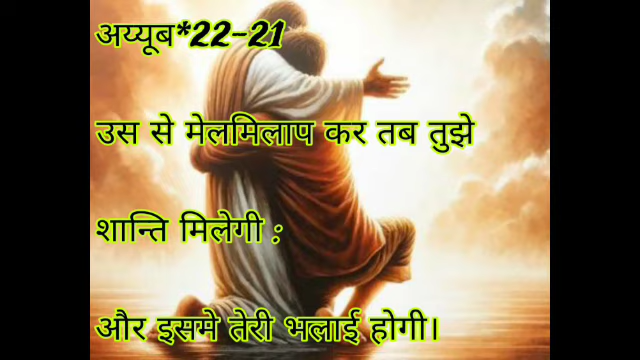 अय्यूब*22-21
उस से मेलमिलाप कर तब तुझे
शान्ति मिलेगी :
और इसमे तेरी भलाई होगी।